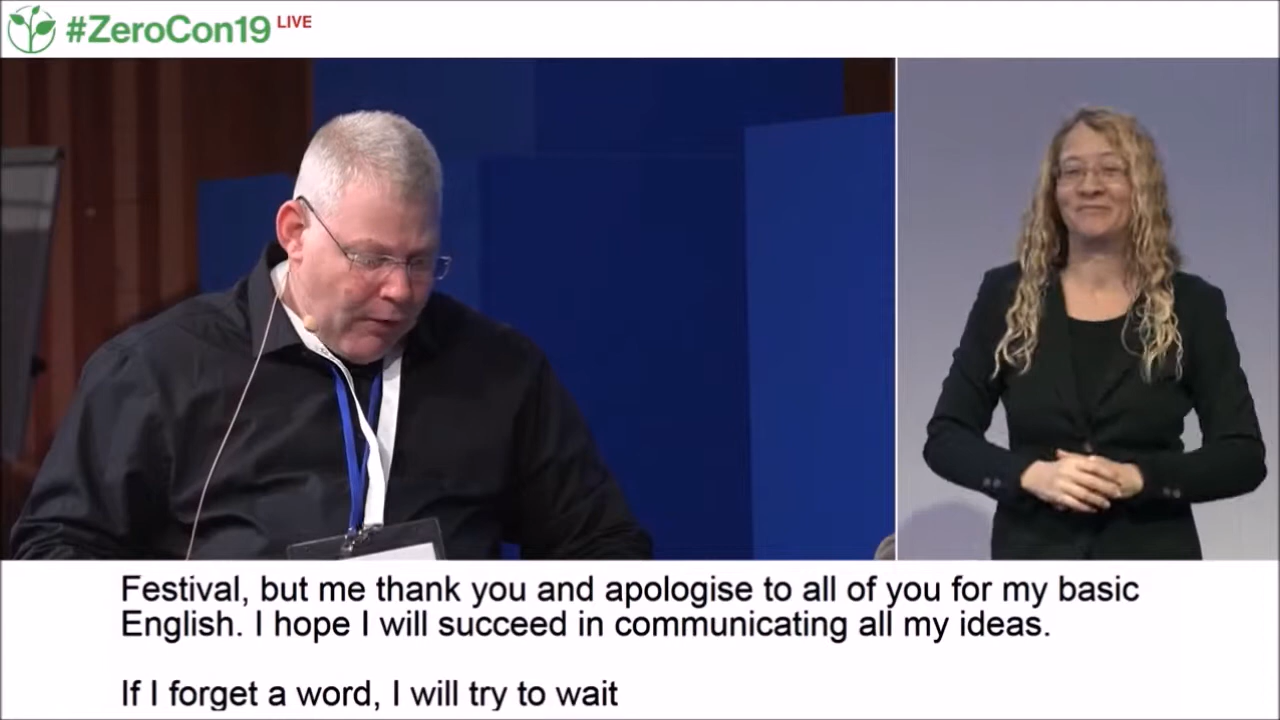 #ZeroCon19 LIVE
Festival, but me thank you and apologise to all of you for my basic
English. I hope I will succeed in communicating all my ideas.
If I forget a word, I will try to wait